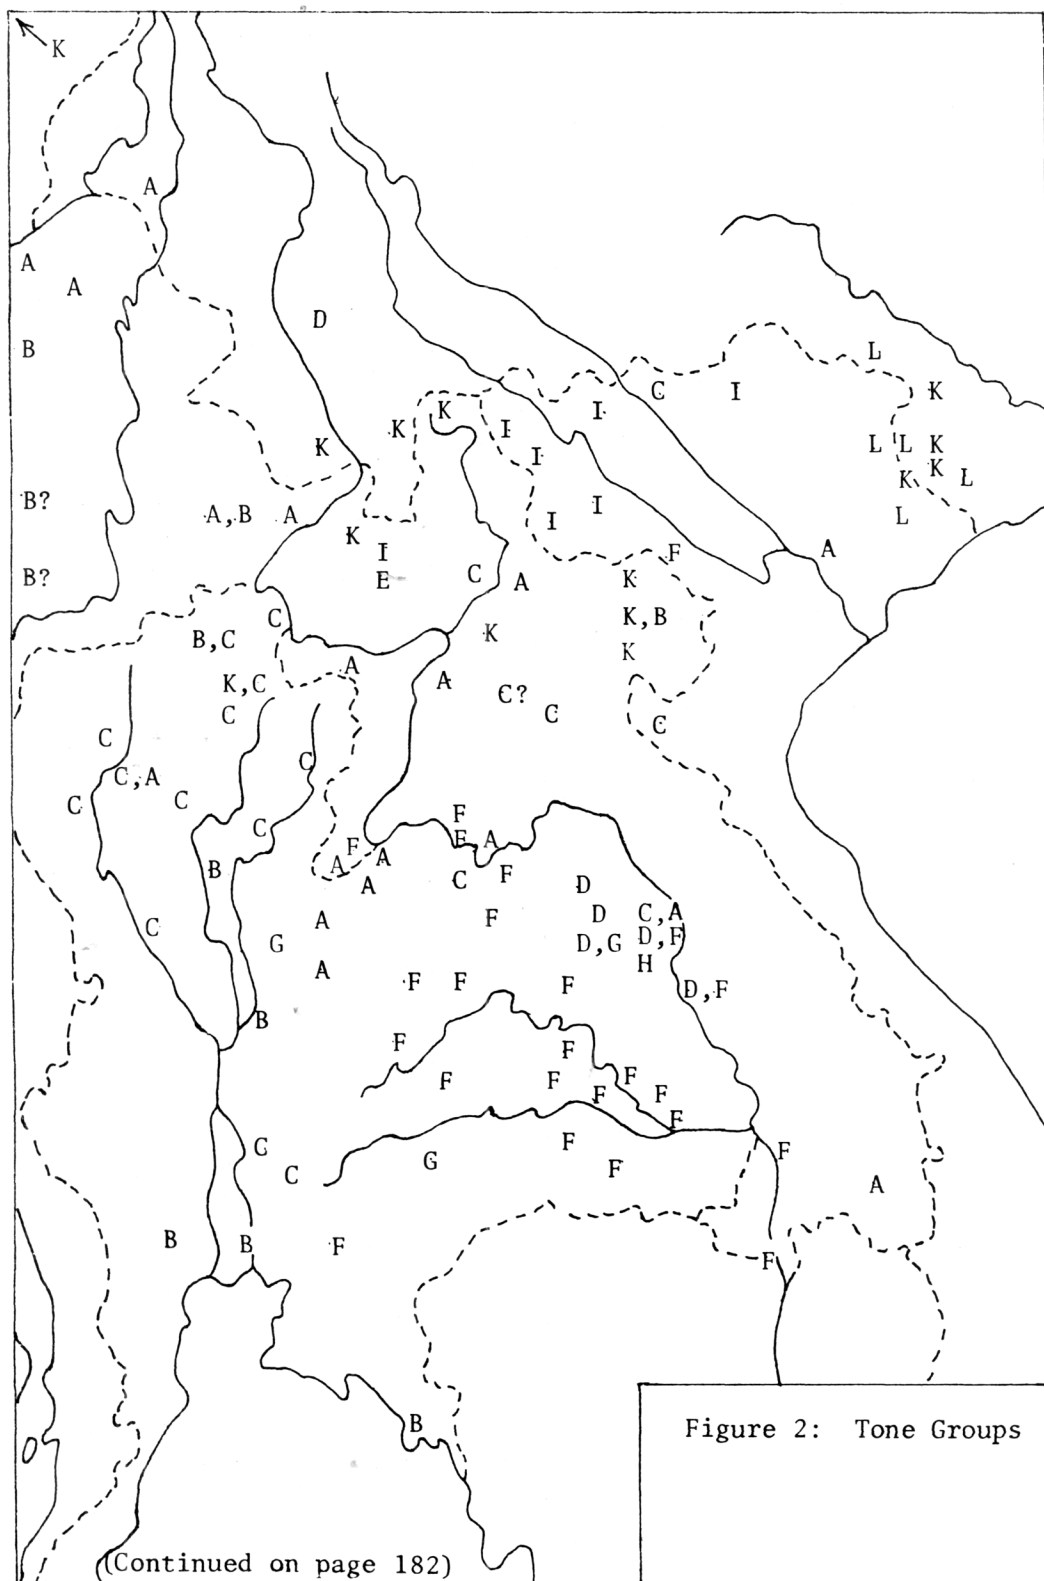 K
A
A
A
D
B
L
C I K
I
K K I
L L K
K I
K K L
B? A,B A I I L
K I
A
B? E C A K F
C K,B
B,C K K
A
K,C A C? C
C C
C
C,A C
C C
C F
E A
F A
B A A C F D
A D C,A
C F D,G D,F
G H
A F F F D,F
B
F F
F F F F
F F
C F F
C G F A
B B F F
B
Figure 2: Tone Groups
(Continued on page 182)